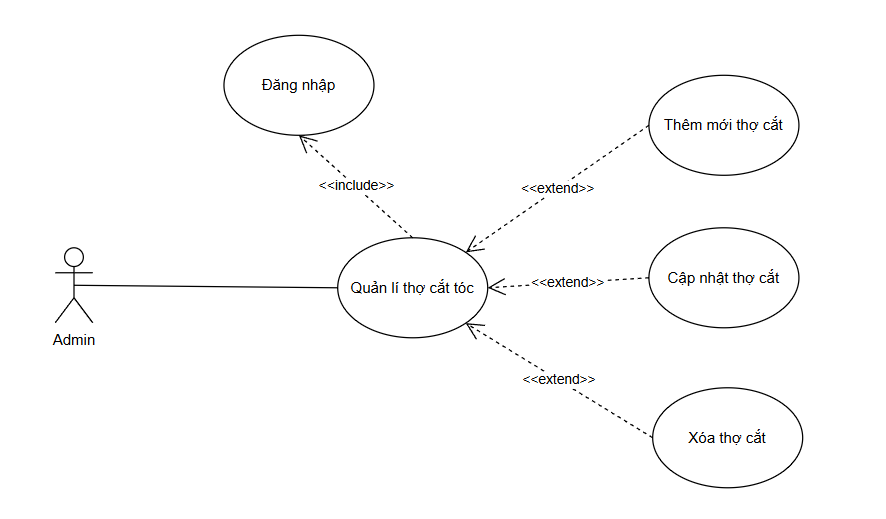 Đăng nhập
Thêm mới thợ cắt
<<include>>
<<extend>>
Cập nhật thợ cắt
<<extend>>
Quản lí thợ cắt tóc
Admin
<<extend>>
Xóa thợ cắt